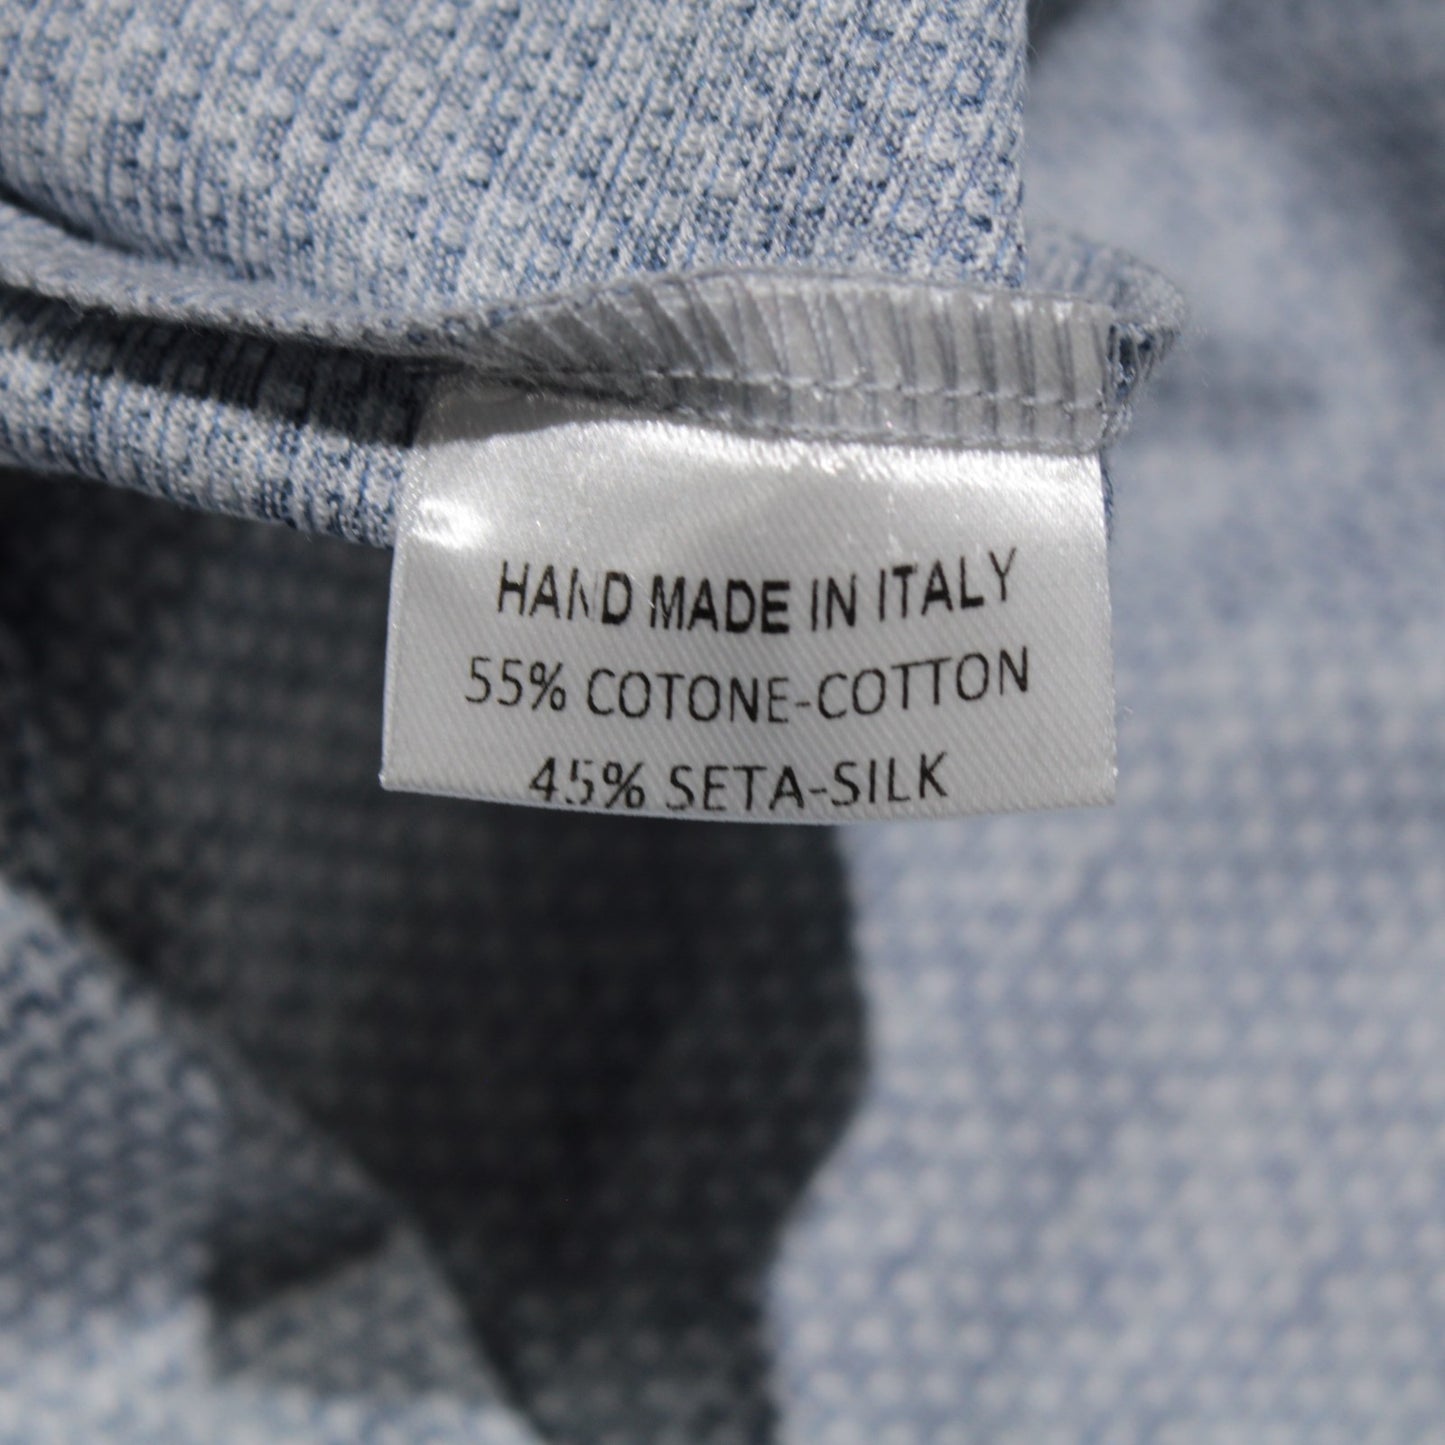 HAND MADE IN ITALY
55% COTONE-COTTON
45% SETA-SILK